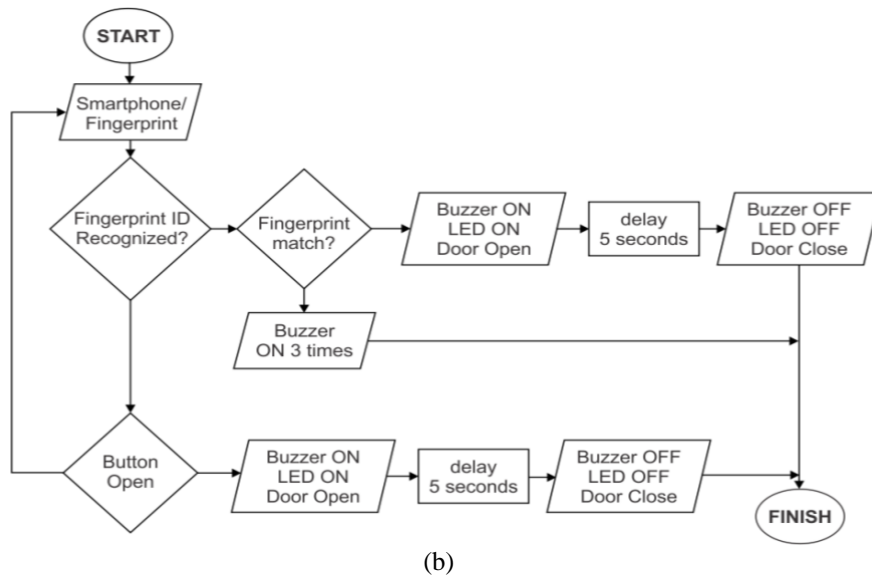 START
Smartphone/
Fingerprint
Fingerprint ID
Recognized?
Fingerprint
match?
Buzzer ON
LED ON
Door Open
delay
5 seconds
Buzzer OFF
LED OFF
Door Close
Buzzer
ON 3 times
Button
Open
Buzzer ON
LED ON
Door Open
delay
5 seconds
Buzzer OFF
LED OFF
Door Close
FINISH
(b)